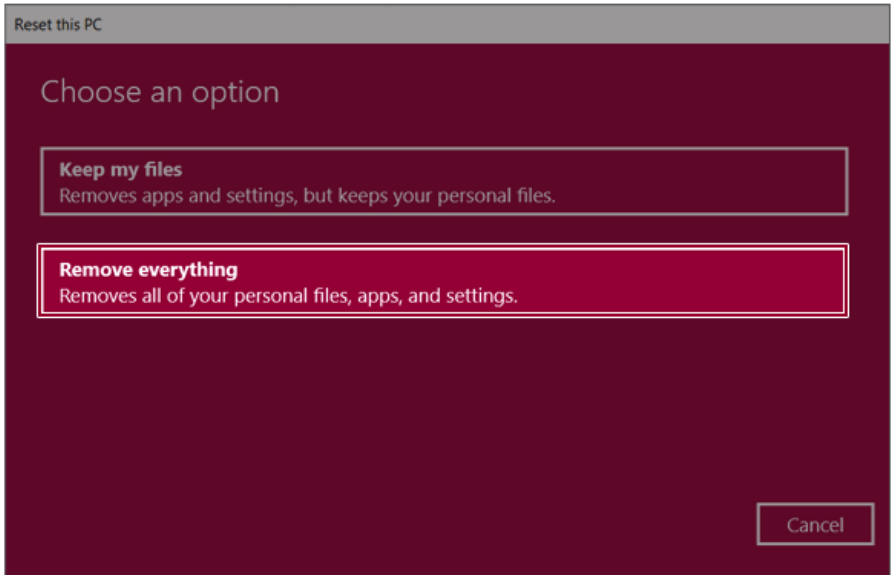 Reset this PC
Choose an option
Keep my files
Removes apps and settings, but keeps your personal files.
Remove everything
Removes all of your personal files, apps, and settings.
Cancel